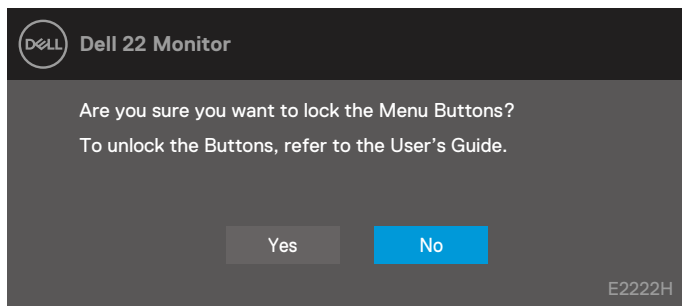 DELL
Dell 22 Monitor
Are you sure you want to lock the Menu Buttons?
To unlock the Buttons, refer to the User’s Guide.
Yes No
E2222H